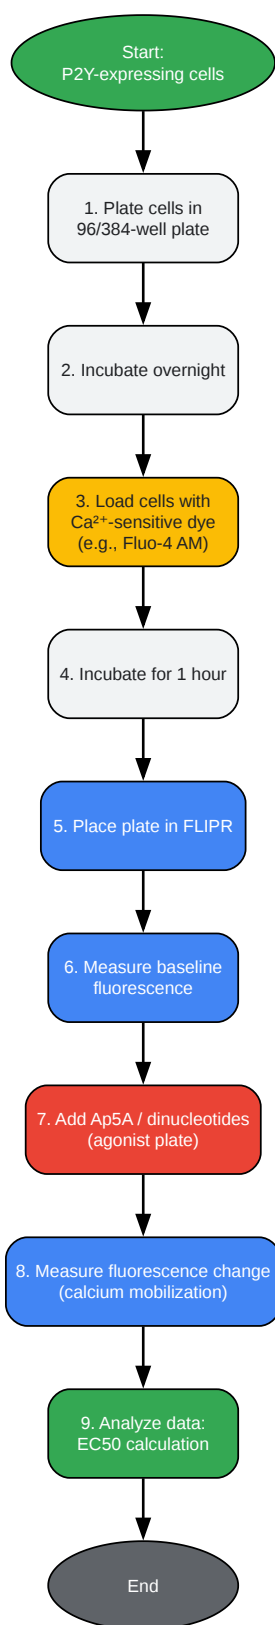 Start:
P2Y-expressing cells
1. Plate cells in
96/384-well plate
2. Incubate overnight
3. Load cells with
Ca²⁺-sensitive dye
(e.g., Fluo-4 AM)
4. Incubate for 1 hour
5. Place plate in FLIPR
6. Measure baseline
fluorescence
7. Add Ap5A / dinucleotides
(agonist plate)
8. Measure fluorescence change
(calcium mobilization)
9. Analyze data:
EC50 calculation
End